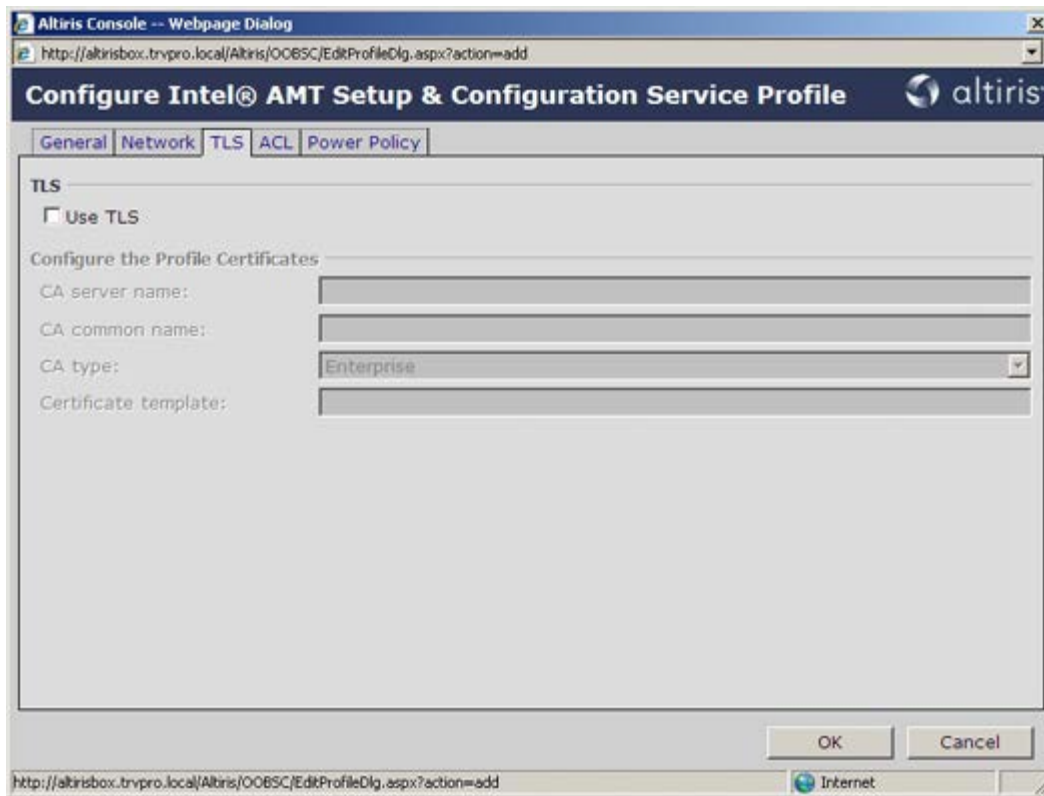 Altiris Console -- Webpage Dialog
http://altirisbox.trvpro.local/Altiris/OOBSC/EditProfileDlg.aspx?action=add
Configure Intel® AMT Setup & Configuration Service Profile
altiris
General Network TLS ACL Power Policy
TLS
Use TLS
Configure the Profile Certificates
CA server name:
CA common name:
CA type: Enterprise
Certificate template:
OK Cancel
http://altirisbox.trvpro.local/Altiris/OOBSC/EditProfileDlg.aspx?action=add Internet